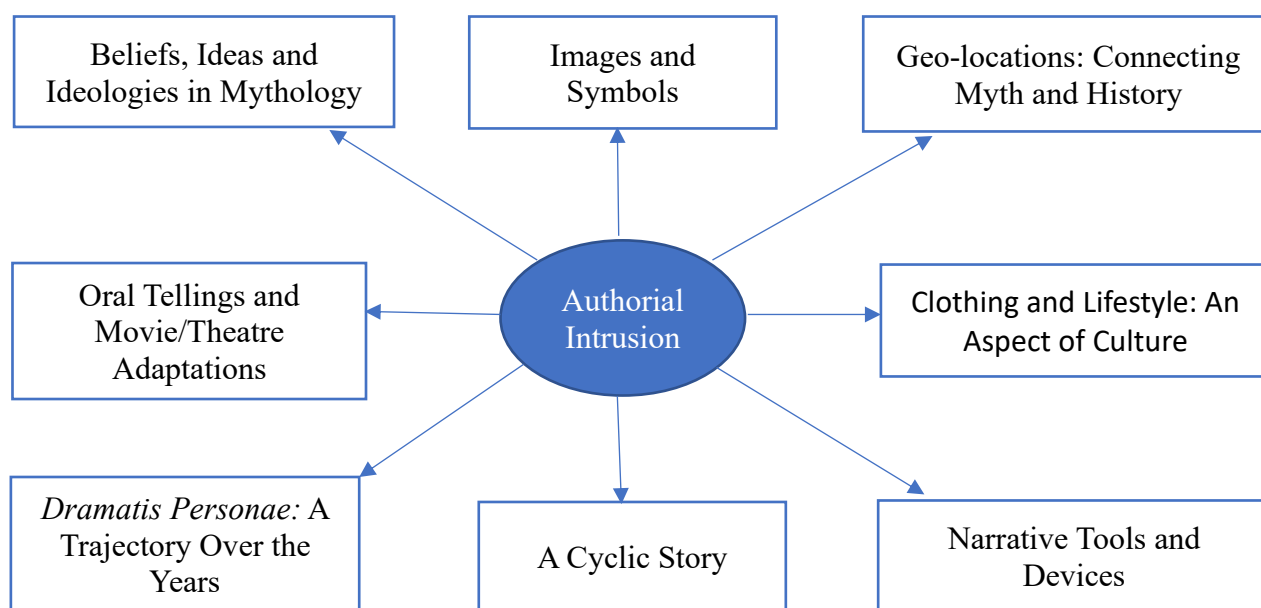 Beliefs, Ideas and
Ideologies in Mythology
Images and
Symbols
Geo-locations: Connecting
Myth and History
Oral Tellings and
Movie/Theatre
Adaptations
Authorial
Intrusion
Clothing and Lifestyle: An
Aspect of Culture
Dramatis Personae: A
Trajectory Over the
Years
A Cyclic Story
Narrative Tools and
Devices